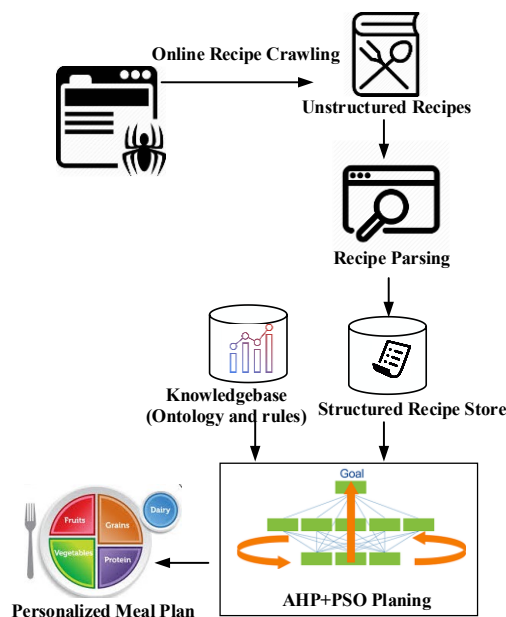 Online Recipe Crawling
Unstructured Recipes
Recipe Parsing
Knowledgebase
(Ontology and rules)
Structured Recipe Store
Goal
AHP+PSO Planing
Fruits
Grains
Dairy
Vegetables
Protein
Personalized Meal Plan